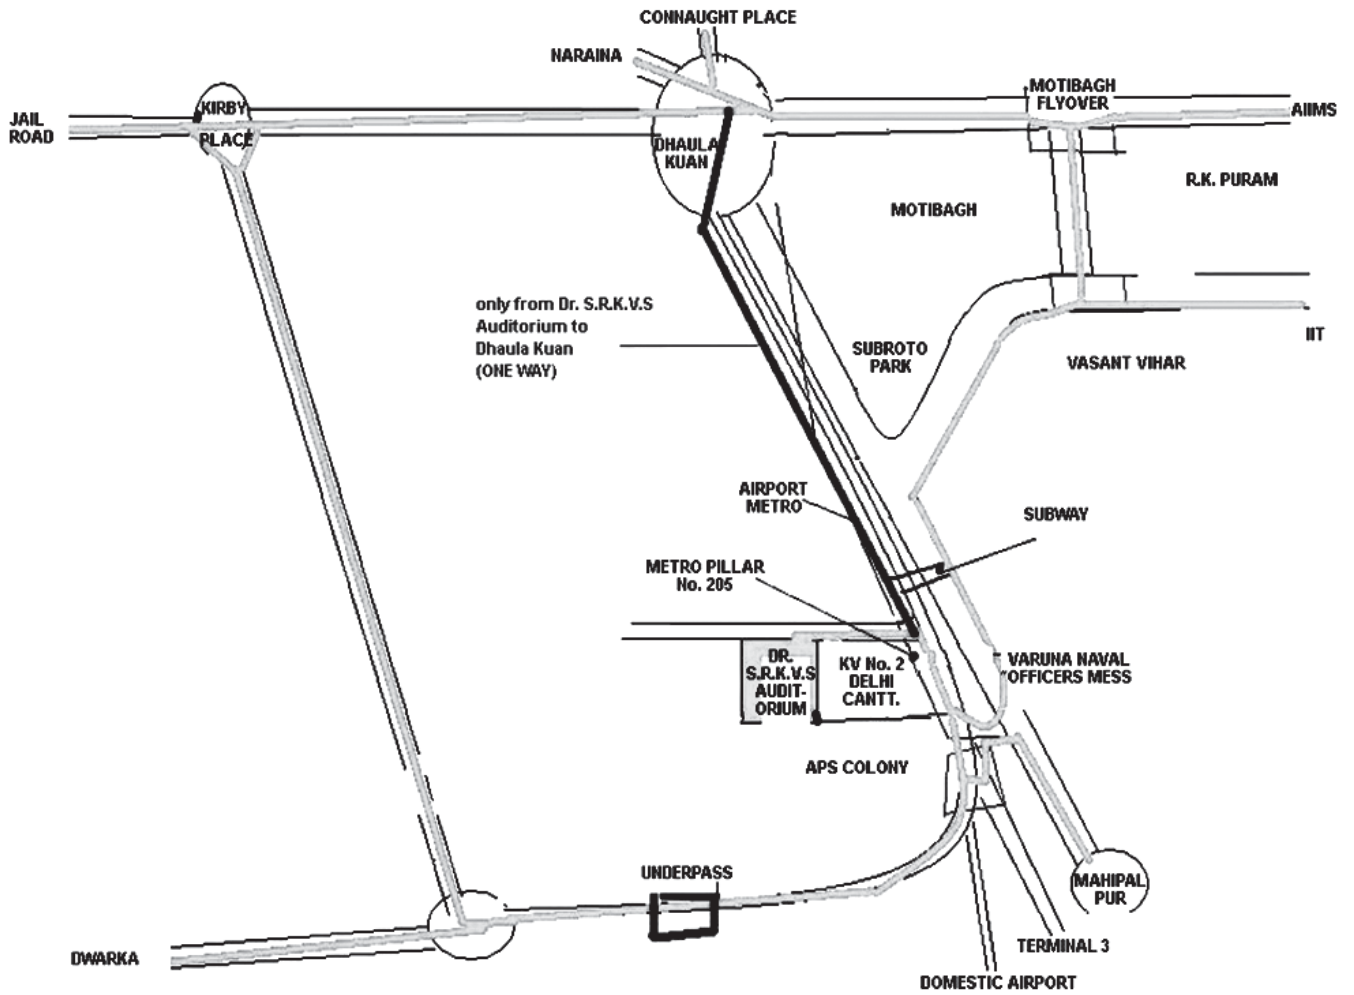 CONNAUGHT PLACE
NARAINA
MOTIBAGH
FLYOVER
AIIMS
KIRBY
PLACE
JAIL
ROAD
DHAULA
KUAN
R.K. PURAM
MOTIBAGH
only from Dr. S.R.K.V.S
Auditorium to
Dhaula Kuan
(ONE WAY)
IIT
SUBROTO
PARK
VASANT VIHAR
AIRPORT
METRO
SUBWAY
METRO PILLAR
No. 205
DR.
S.R.K.V.S
AUDIT-
ORIUM
KV No. 2
DELHI
CANTT.
VARUNA NAVAL
OFFICERS MESS
APS COLONY
UNDERPASS
MAHIPAL
PUR
TERMINAL 3
DWARKA
DOMESTIC AIRPORT